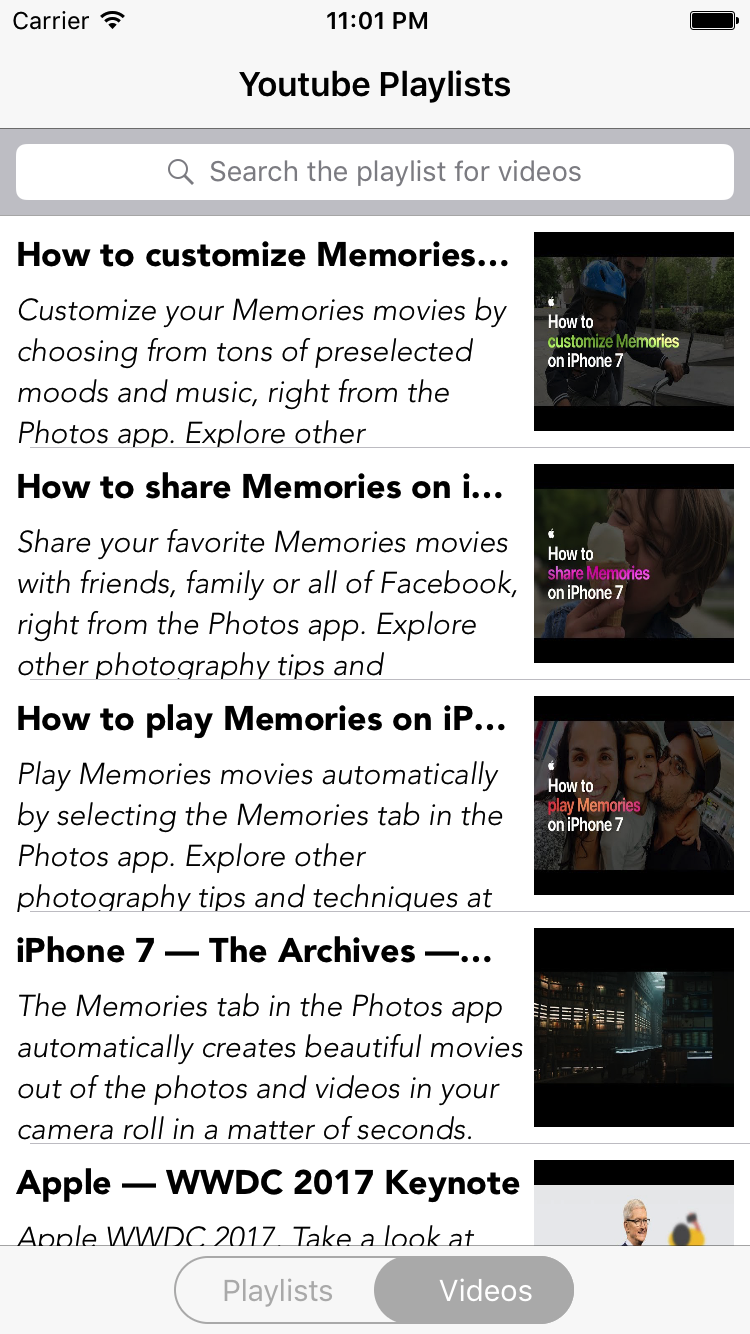 Carrier 11:01 PM
Youtube Playlists
Search the playlist for videos
How to customize Memories...
Customize your Memories movies by
choosing from tons of preselected
moods and music, right from the
Photos app. Explore other
How to
customize Memories
on iPhone 7
How to share Memories on i...
Share your favorite Memories movies
with friends, family or all of Facebook,
right from the Photos app. Explore
other photography tips and
How to
share Memories
on iPhone 7
How to play Memories on iP...
Play Memories movies automatically
by selecting the Memories tab in the
Photos app. Explore other
photography tips and techniques at
How to
play Memories
on iPhone 7
iPhone 7 — The Archives —...
The Memories tab in the Photos app
automatically creates beautiful movies
out of the photos and videos in your
camera roll in a matter of seconds.
Apple — WWDC 2017 Keynote
Apple WWDC 2017. Take a look at
Playlists Videos